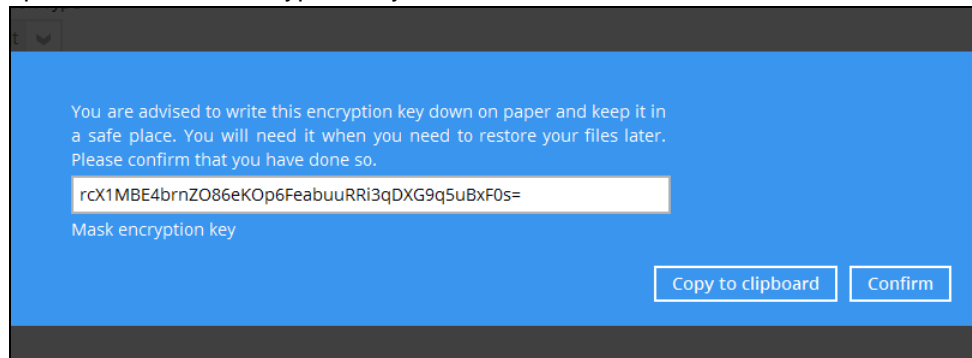 You are advised to write this encryption key down on paper and keep it in
a safe place. You will need it when you need to restore your files later.
Please confirm that you have done so.
rcX1MBE4brnZO86eKOp6FeabuuRRi3qDXG9q5uBxF0s=
Mask encryption key
Copy to clipboard Confirm